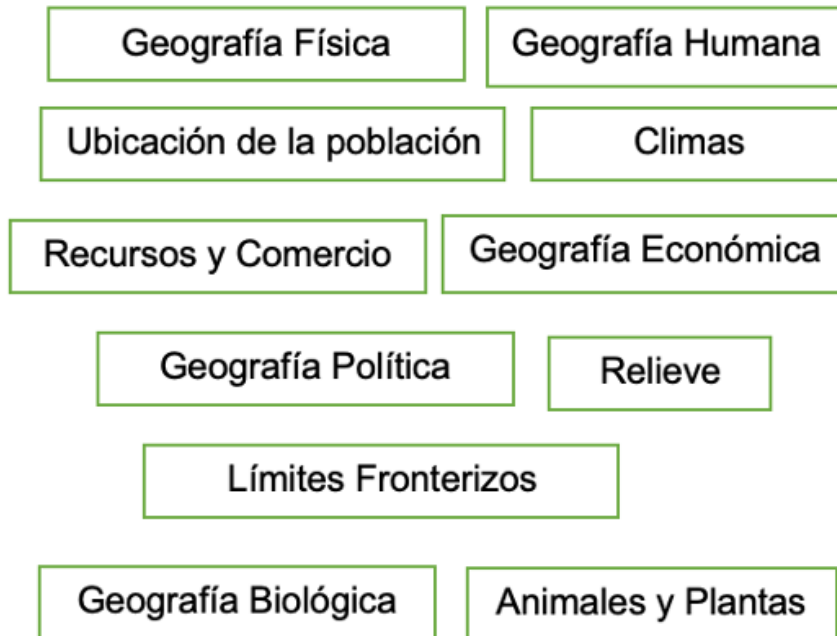 Geografía Física
Geografía Humana
Ubicación de la población
Climas
Recursos y Comercio
Geografía Económica
Geografía Política
Relieve
Límites Fronterizos
Geografía Biológica
Animales y Plantas